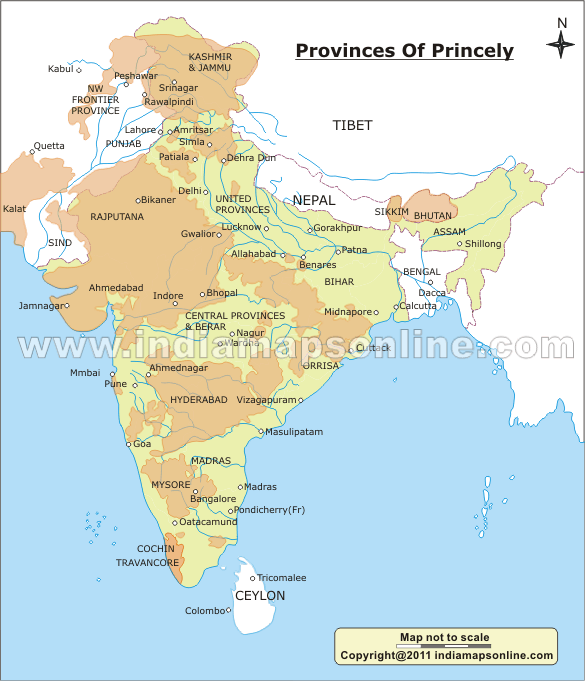 N
Provinces Of Princely
KASHMIR
& JAMMU
Kabul
Peshawar
Srinagar
NW
FRONTIER
PROVINCE
Rawalpindi
TIBET
Lahore
Amritsar
Simla
PUNJAB
Quetta
Patiala
Dehra Dun
Delhi
UNITED
PROVINCES
NEPAL
Bikaner
Kalat
RAJPUTANA
SIKKIM
BHUTAN
Lucknow
Gorakhpur
ASSAM
Gwalior
SIND
Shillong
Allahabad
Patna
Benares
BENGAL
BIHAR
Ahmedabad
Indore
Bhopal
Dacca
Jamnagar
Calcutta
Midnapore
CENTRAL PROVINCES
& BERAR
Nagur
Wardha
www.indiamapsonline.com
Cuttack
ORRISA
Mmbai
Ahmednagar
Pune
HYDERABAD
Vizagapuram
Masulipatam
Goa
MADRAS
MYSORE
Madras
Bangalore
Pondicherry(Fr)
Oatacamund
COCHIN
TRAVANCORE
Tricomalee
CEYLON
Colombo
Map not to scale
Copyright@2011 indiamapsonline.com